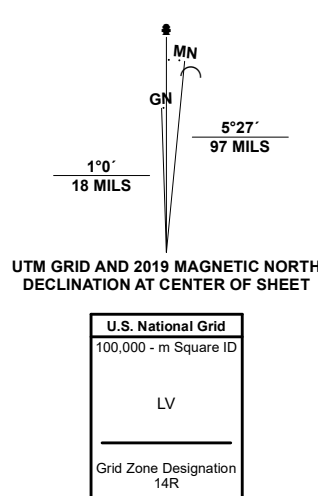 MN
GN
5°27´
97 MILS
1°0´
18 MILS
UTM GRID AND 2019 MAGNETIC NORTH
DECLINATION AT CENTER OF SHEET
U.S. National Grid
100,000 - m Square ID
LV
Grid Zone Designation
14R